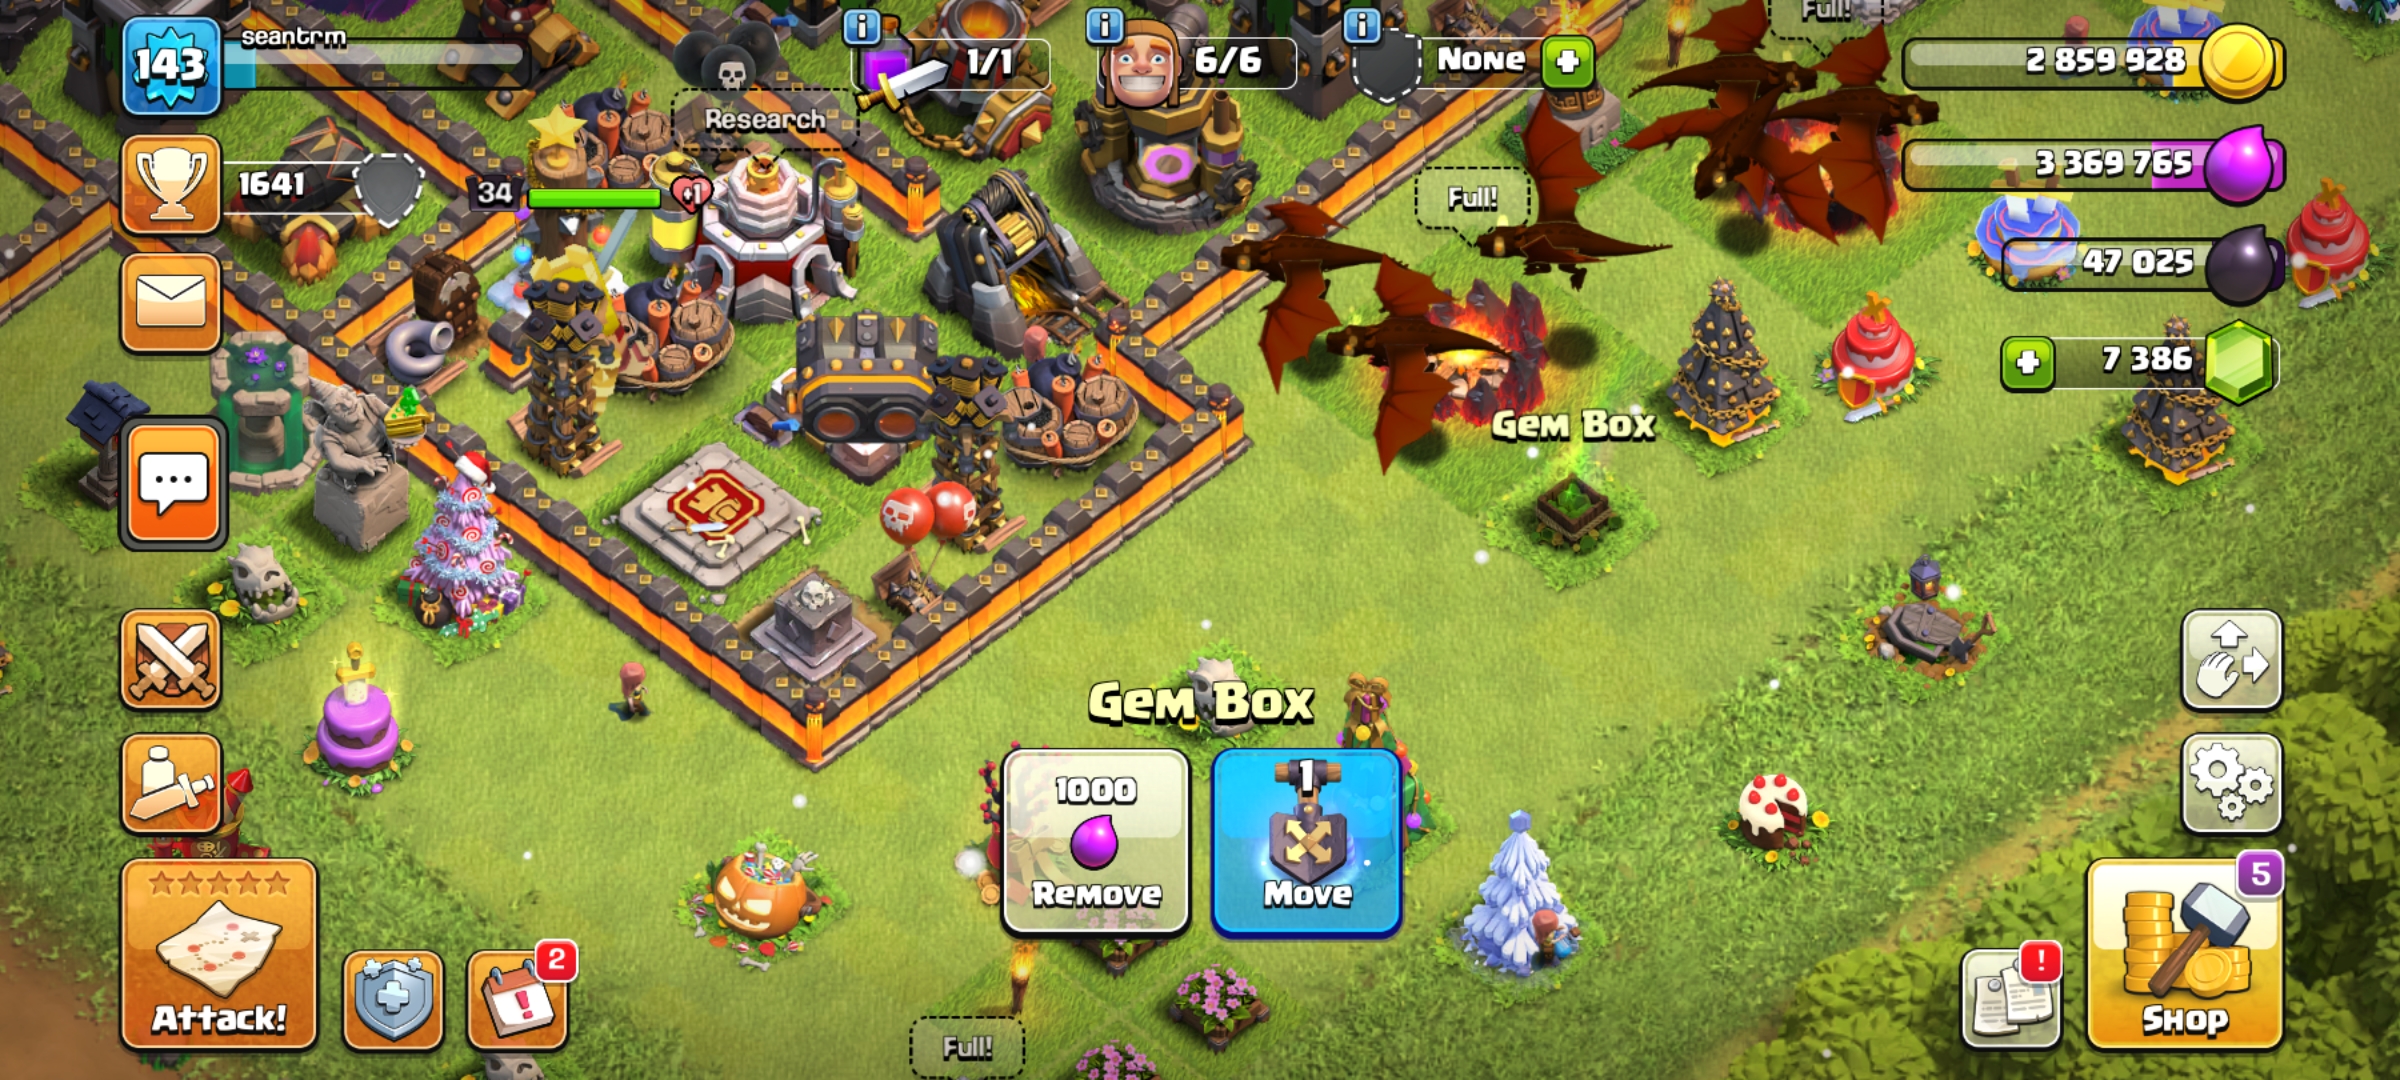 143
seantrm
1/1
6/6
None
Full!
2 859 928
Research
1641
34
+1
Full!
3 369 765
47 025
7 386
Gem Box
Gem Box
1000
Remove
1
Move
Attack!
2
Full!
5
!
Shop